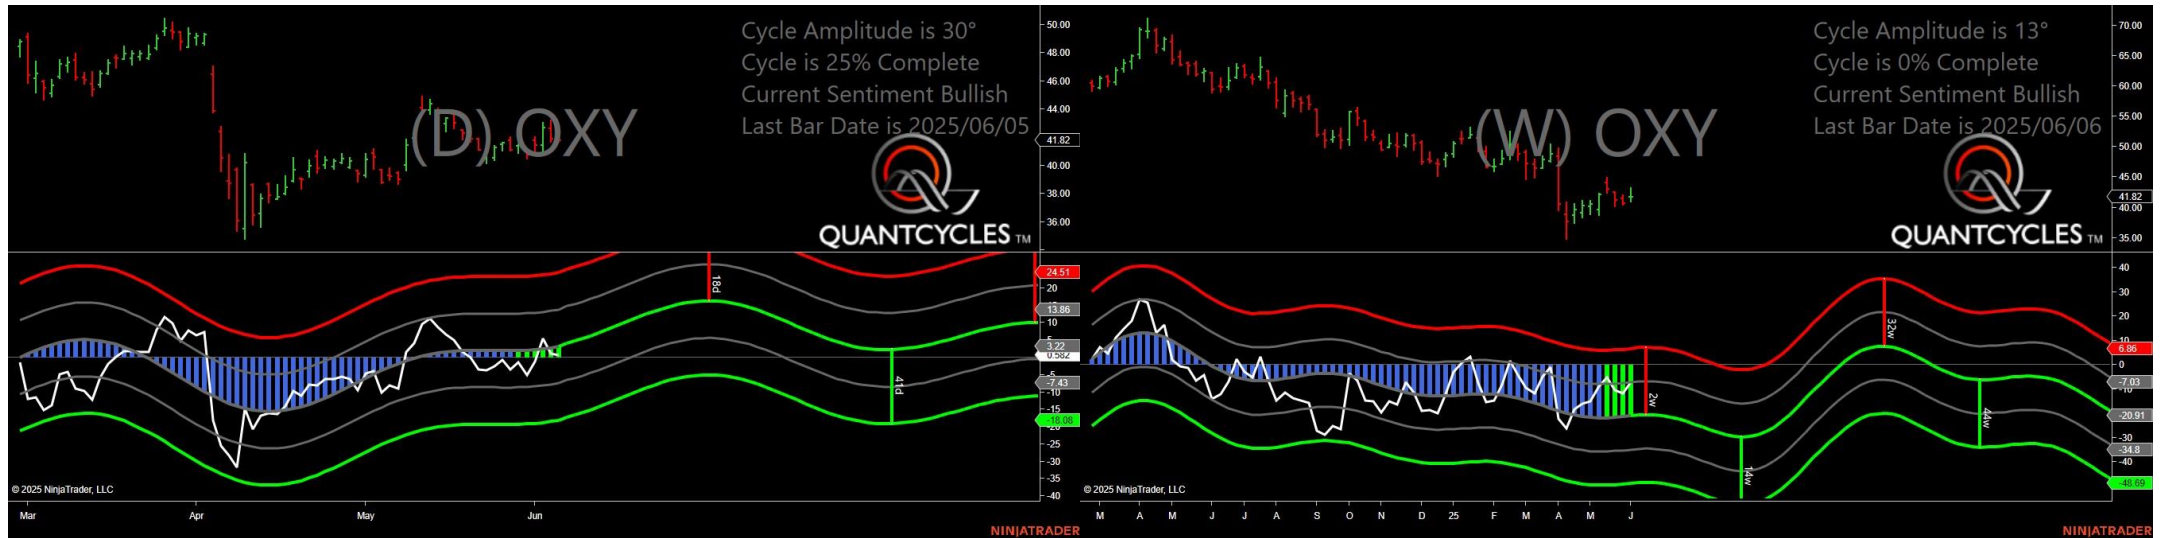 Cycle Amplitude is 30°
Cycle is 25% Complete
Current Sentiment Bullish
Last Bar Date is 2025/06/05
(D) OXY
QUANTCYCLES TM
50.00
48.00
46.00
44.00
41.82
40.00
38.00
36.00
24.51
20
13.86
10
3.22
0.582
-5
-7.43
-10
-15
-18.08
-20
-25
-30
-35
-40
18d
41d
© 2025 NinjaTrader, LLC
Mar Apr May Jun
NINJATRADER
Cycle Amplitude is 13°
Cycle is 0% Complete
Current Sentiment Bullish
Last Bar Date is 2025/06/06
(W) OXY
QUANTCYCLES TM
70.00
65.00
60.00
55.00
50.00
45.00
41.82
40.00
35.00
40
30
20
10
6.86
0
-7.03
-10
-20.91
-30
-34.8
-40
-48.69
2w
14w
32w
44w
© 2025 NinjaTrader, LLC
M A M J J A S O N D 25 F M A M J
NINJATRADER